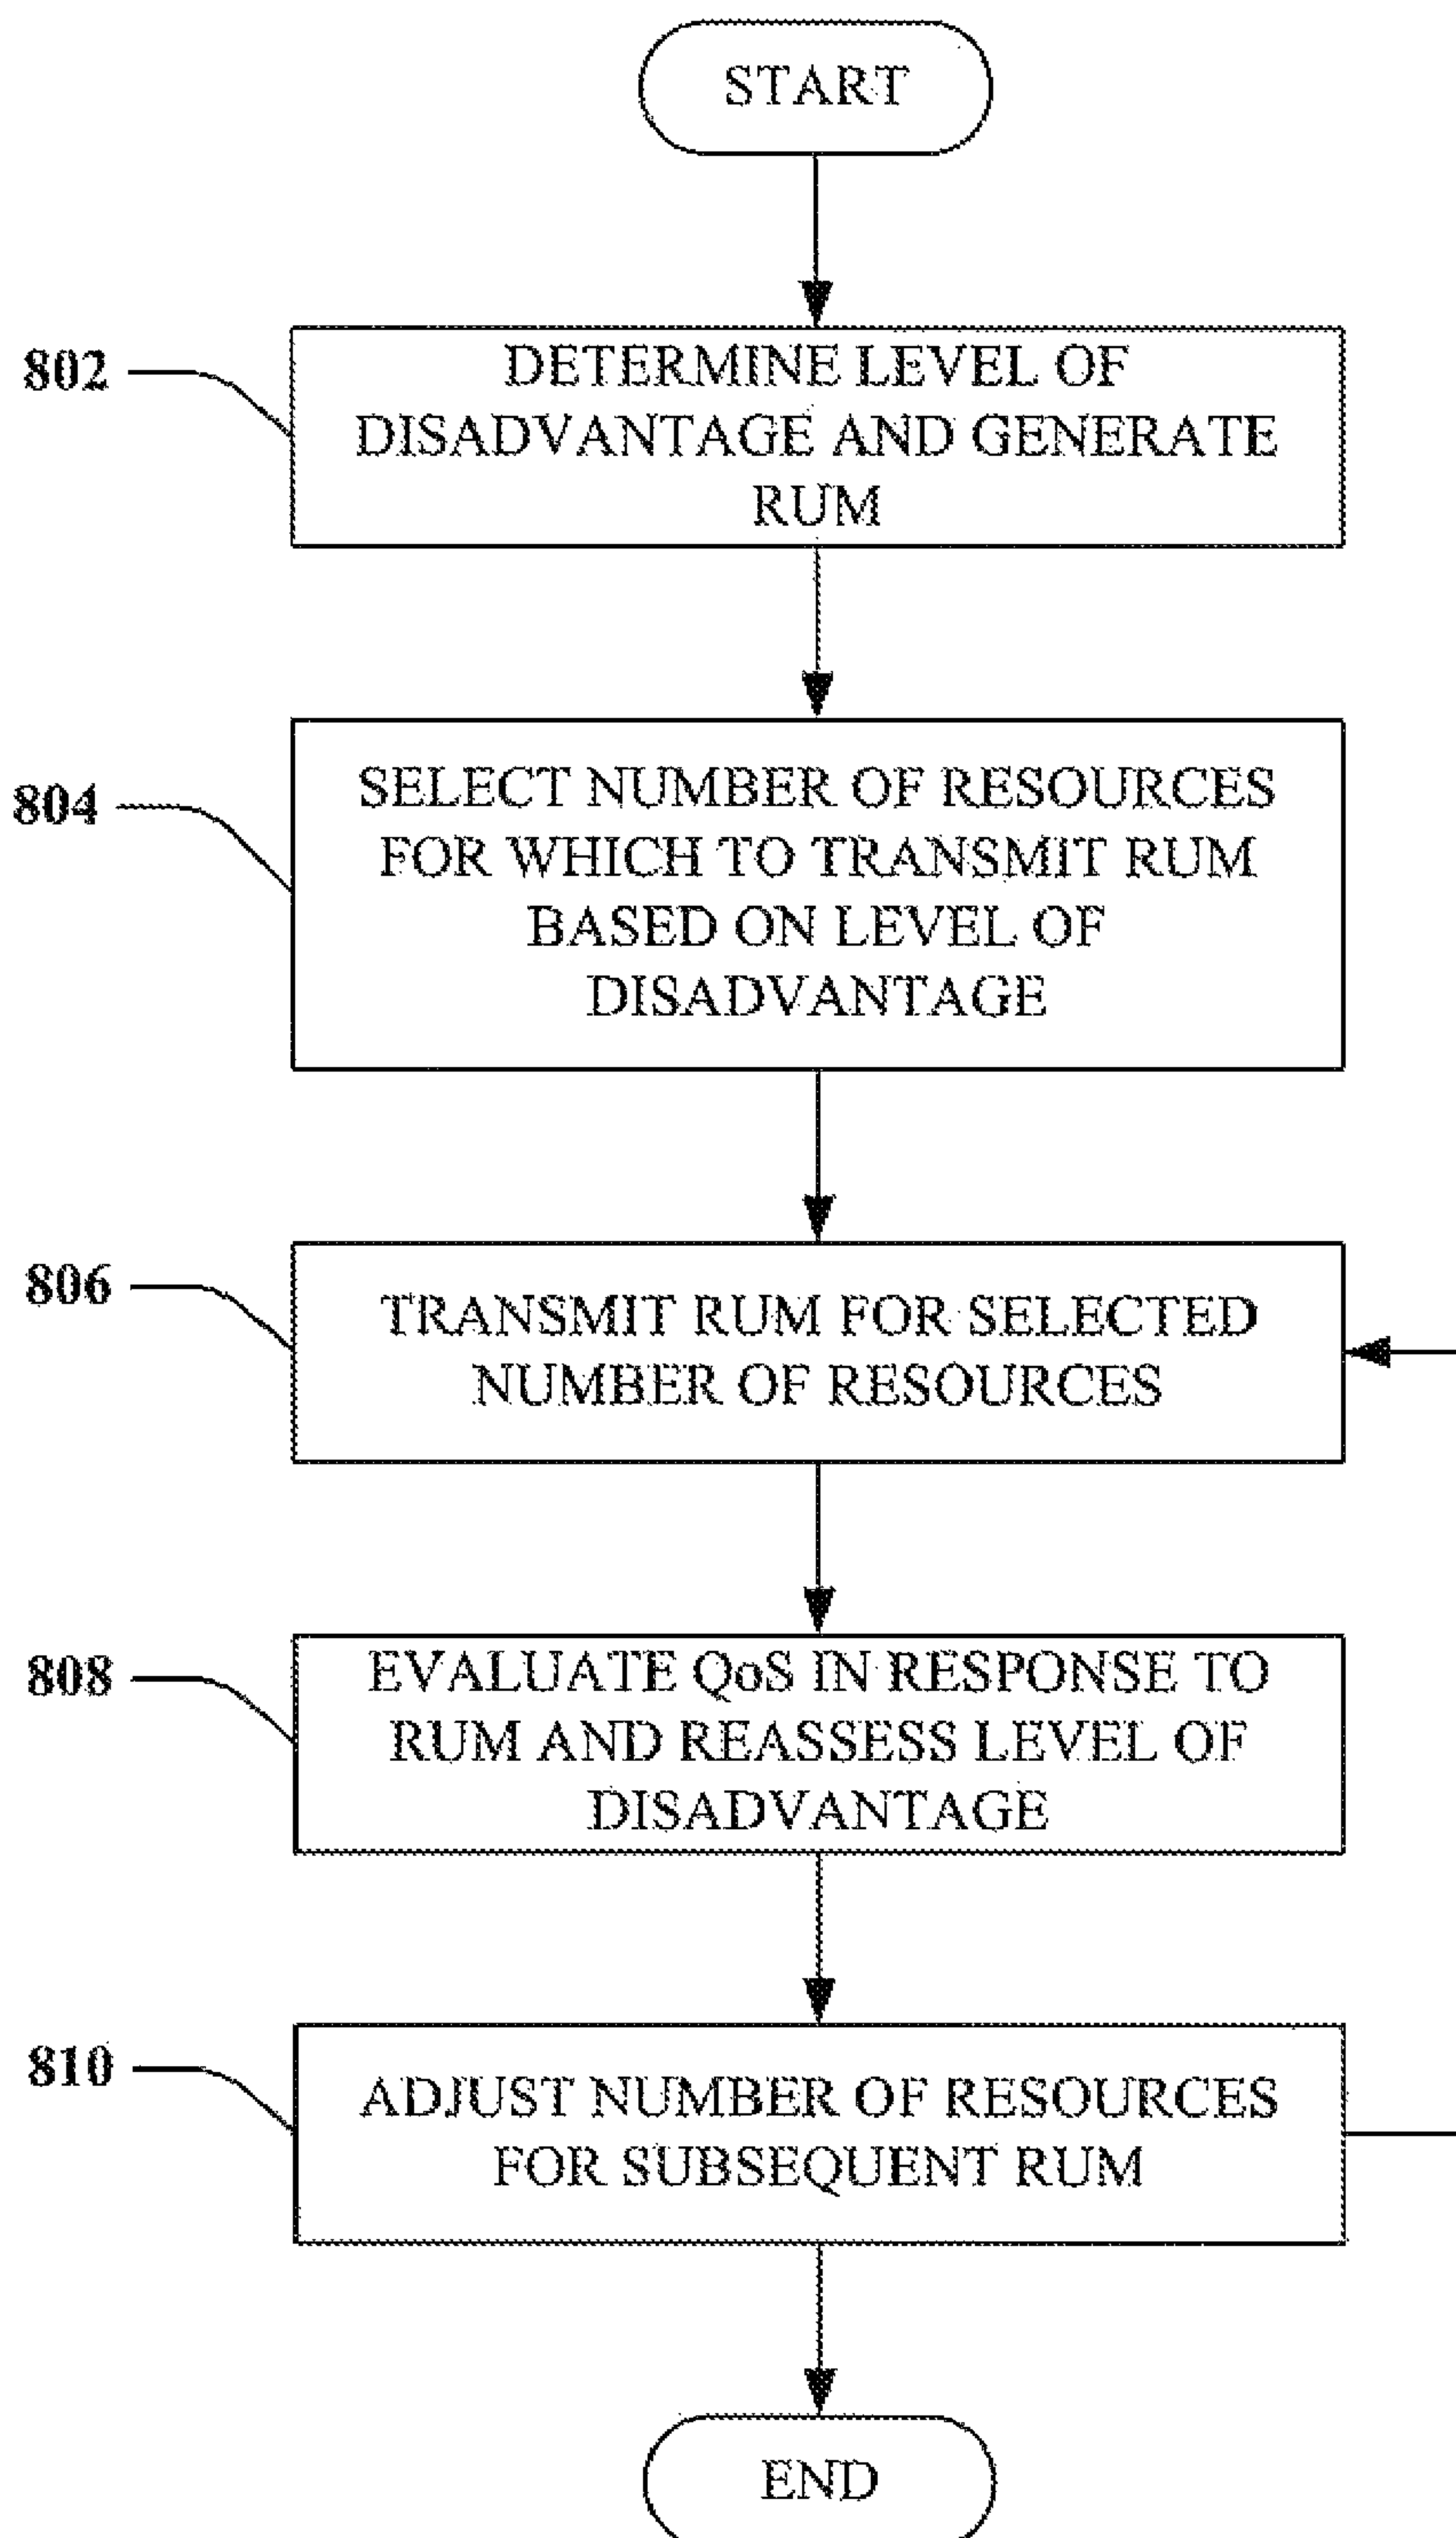 START
802
DETERMINE LEVEL OF
DISADVANTAGE AND GENERATE
RUM
804
SELECT NUMBER OF RESOURCES
FOR WHICH TO TRANSMIT RUM
BASED ON LEVEL OF
DISADVANTAGE
806
TRANSMIT RUM FOR SELECTED
NUMBER OF RESOURCES
808
EVALUATE QoS IN RESPONSE TO
RUM AND REASSESS LEVEL OF
DISADVANTAGE
810
ADJUST NUMBER OF RESOURCES
FOR SUBSEQUENT RUM
END